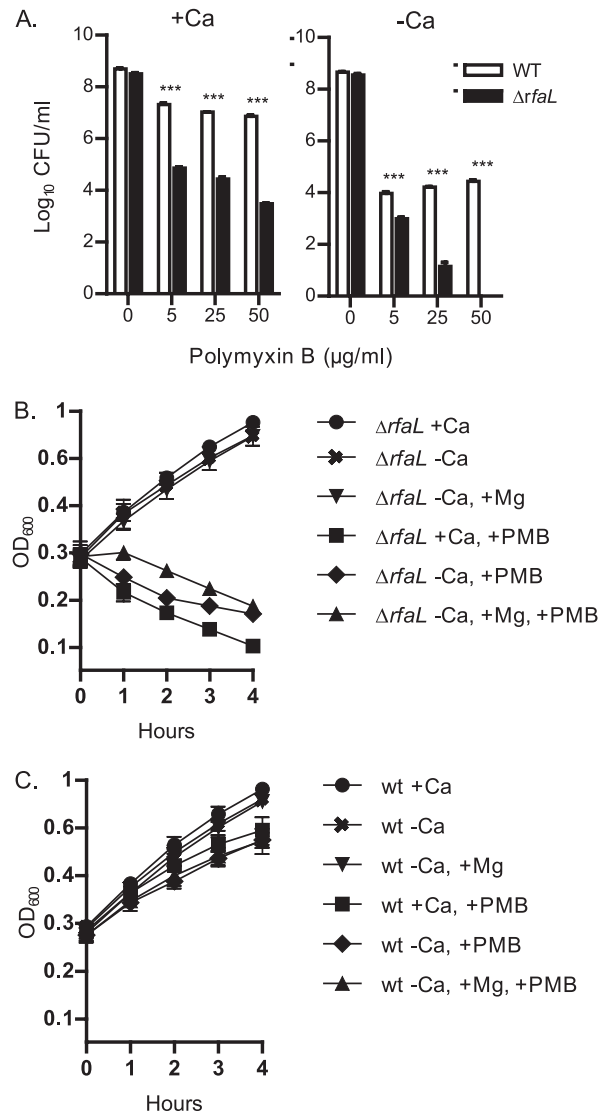 A.
+Ca
-Ca
WT
ΔrfaL
Log10 CFU/ml
10
8
6
4
2
0
*** *** ***
0 5 25 50
10
8
6
4
2
0
*** *** ***
0 5 25 50
Polymyxin B (µg/ml)
B.
OD600
1
0.6
0.4
0.3
0.2
0.1
0 1 2 3 4
Hours
ΔrfaL +Ca
ΔrfaL -Ca
ΔrfaL -Ca, +Mg
ΔrfaL +Ca, +PMB
ΔrfaL -Ca, +PMB
ΔrfaL -Ca, +Mg, +PMB
C.
OD600
1
0.6
0.4
0.3
0.2
0.1
0 1 2 3 4
Hours
wt +Ca
wt -Ca
wt -Ca, +Mg
wt +Ca, +PMB
wt -Ca, +PMB
wt -Ca, +Mg, +PMB